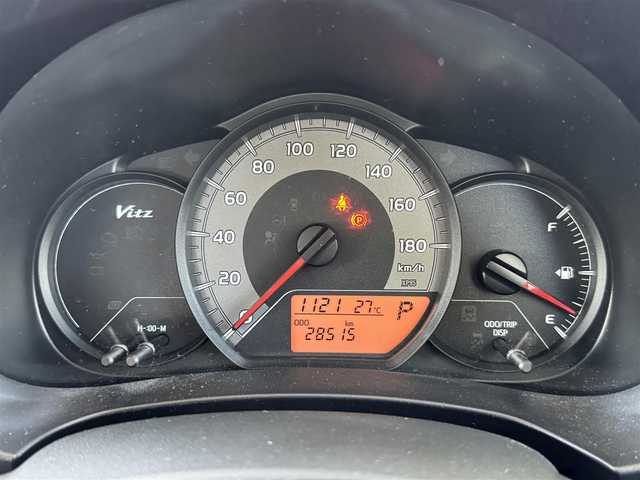 Vitz
H-:00-M
0
20
40
60
80
100
120
140
160
180
km/h
1121 27°C P
ODO km
28515
F
E
ODO/TRIP
DISP